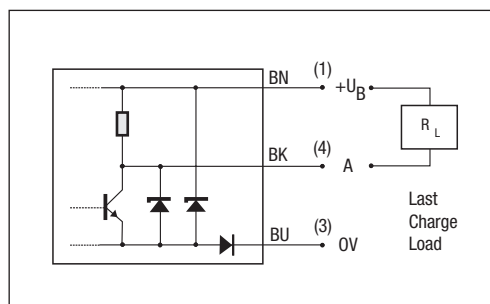 BN (1) +UB
RL
BK (4) A
Last
Charge
Load
BU (3) 0V